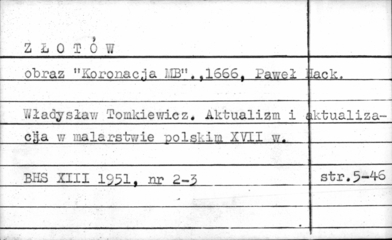 ZŁOTÓW
obraz "Koronacja MB".,1666, Paweł Hack.
Władysław Tomkiewicz. Aktualizm i aktualiza-
cja w malarstwie polskim XVII w.
BHS XIII 1951, nr 2-3 str.5-46